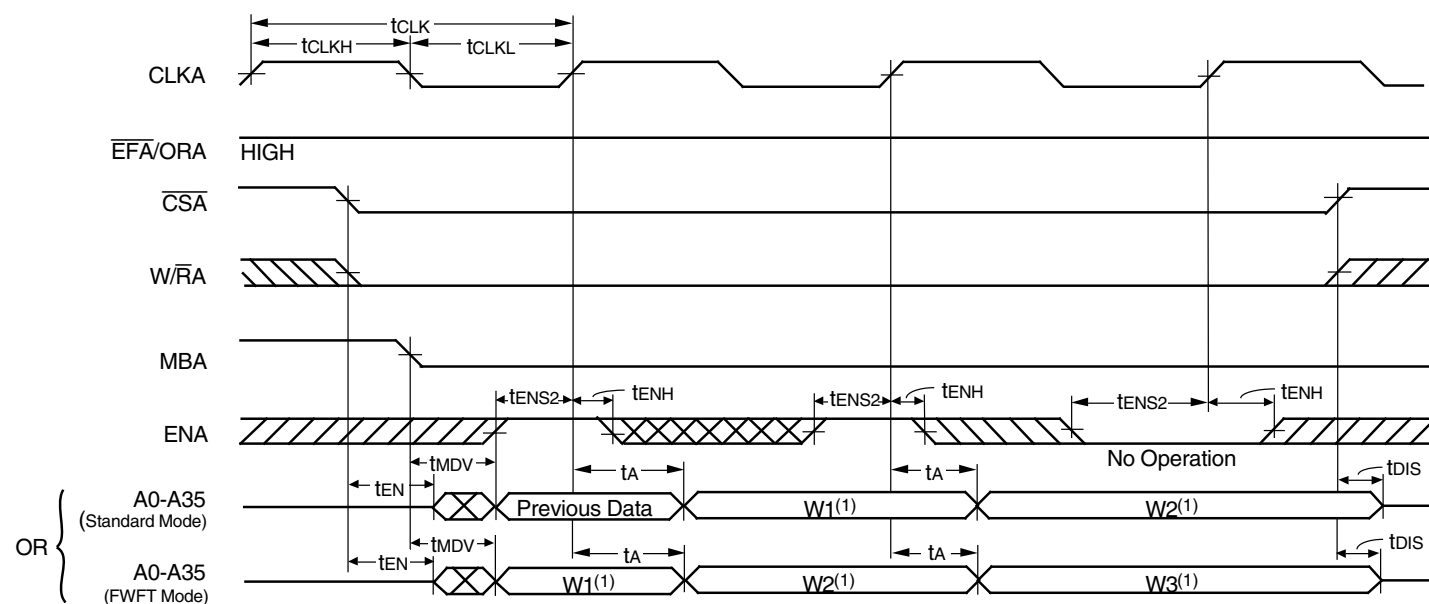 tCLK
tCLKH tCLKL
CLKA
EFA/ORA HIGH
CSA
W/RA
MBA
tENS2 tENH tENS2 tENH tENS2 tENH
ENA
No Operation
tMDV tA tA tDIS
tEN
A0-A35 Previous Data W1(1) W2(1)
(Standard Mode)
OR
tMDV tA tA tDIS
tEN
A0-A35 W1(1) W2(1) W3(1)
(FWFT Mode)